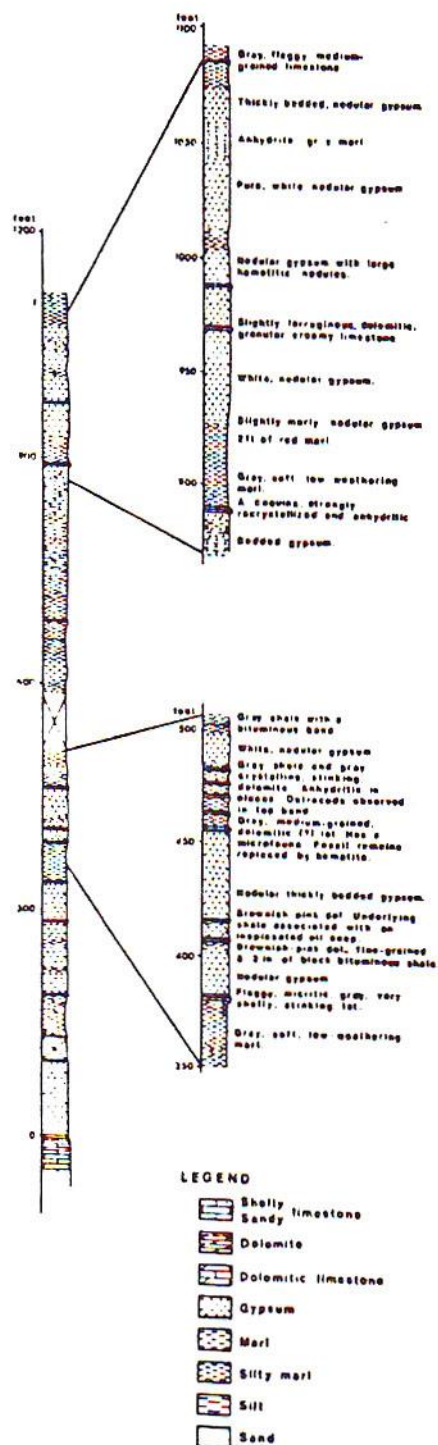 feet
1100
Gray, flaggy, medium-
grained limestone
Thickly bedded, nodular gypsum
1050
Anhydrite
marl
Pure, white nodular gypsum
feet
1200
1000
Nodular gypsum with large
hematitic nodules.
Slightly ferruginous, dolomitic,
granular creamy limestone
950
White, nodular gypsum.
Slightly marly nodular gypsum
2ft of red marl
900
Gray, soft low weathering
marl.
strongly
recrystallized and anhydritic
Bedded gypsum.
feet
500
Gray shale with a
bituminous band
White, nodular gypsum
Gray shale and gray
crystalline, stinking
dolomite. Anhydritic in
places. Ostracods observed
in top band
450
Gray, medium-grained,
dolomitic (?) lst. Has a
microfauna. Fossil remains
replaced by hematite.
Nodular thickly bedded gypsum.
Brownish pink dol. Underlying
shale associated with an
inspissated oil seep.
400
Brownish-pink dol., fine-grained
& 3 in of black bituminous shale
Nodular gypsum
300
Flaggy, micritic, gray, very
shelly, stinking lst.
Gray, soft, low-weathering
marl.
350
0
LEGEND
Shelly
Sandy limestone
Dolomite
Dolomitic limestone
Gypsum
Marl
Silty marl
Silt
Sand